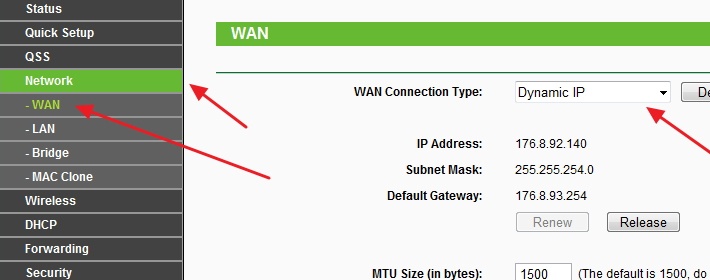 Status
Quick Setup
QSS
Network
- WAN
- LAN
- Bridge
- MAC Clone
Wireless
DHCP
Forwarding
Security
WAN
WAN Connection Type: Dynamic IP De
IP Address: 176.8.92.140
Subnet Mask: 255.255.254.0
Default Gateway: 176.8.93.254
Renew Release
MTU Size (in bytes): 1500 (The default is 1500, do